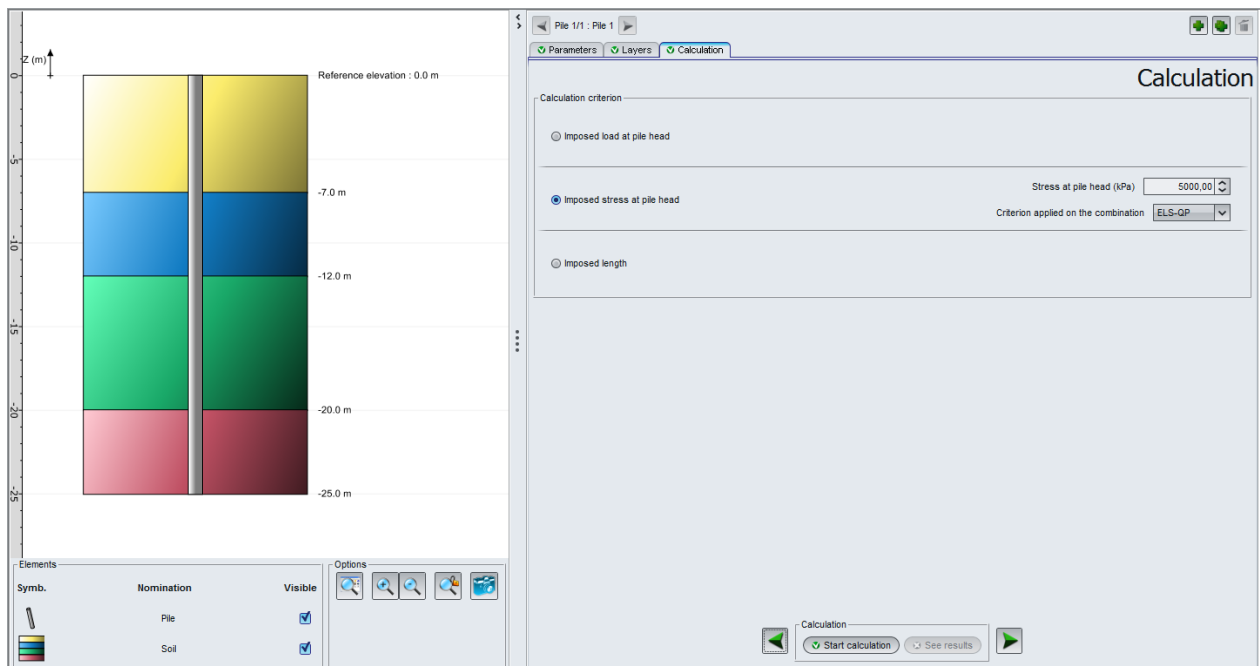 Z (m)
0
-5
-10
-15
-20
-25
Reference elevation : 0.0 m
-7.0 m
-12.0 m
-20.0 m
-25.0 m
Elements
Symb. Nomination Visible
Pile
Soil
Options
Pile 1/1 : Pile 1
Parameters Layers Calculation
Calculation
Calculation criterion
Imposed load at pile head
Imposed stress at pile head
Stress at pile head (kPa) 5000,00
Criterion applied on the combination ELS-QP
Imposed length
Calculation
Start calculation See results